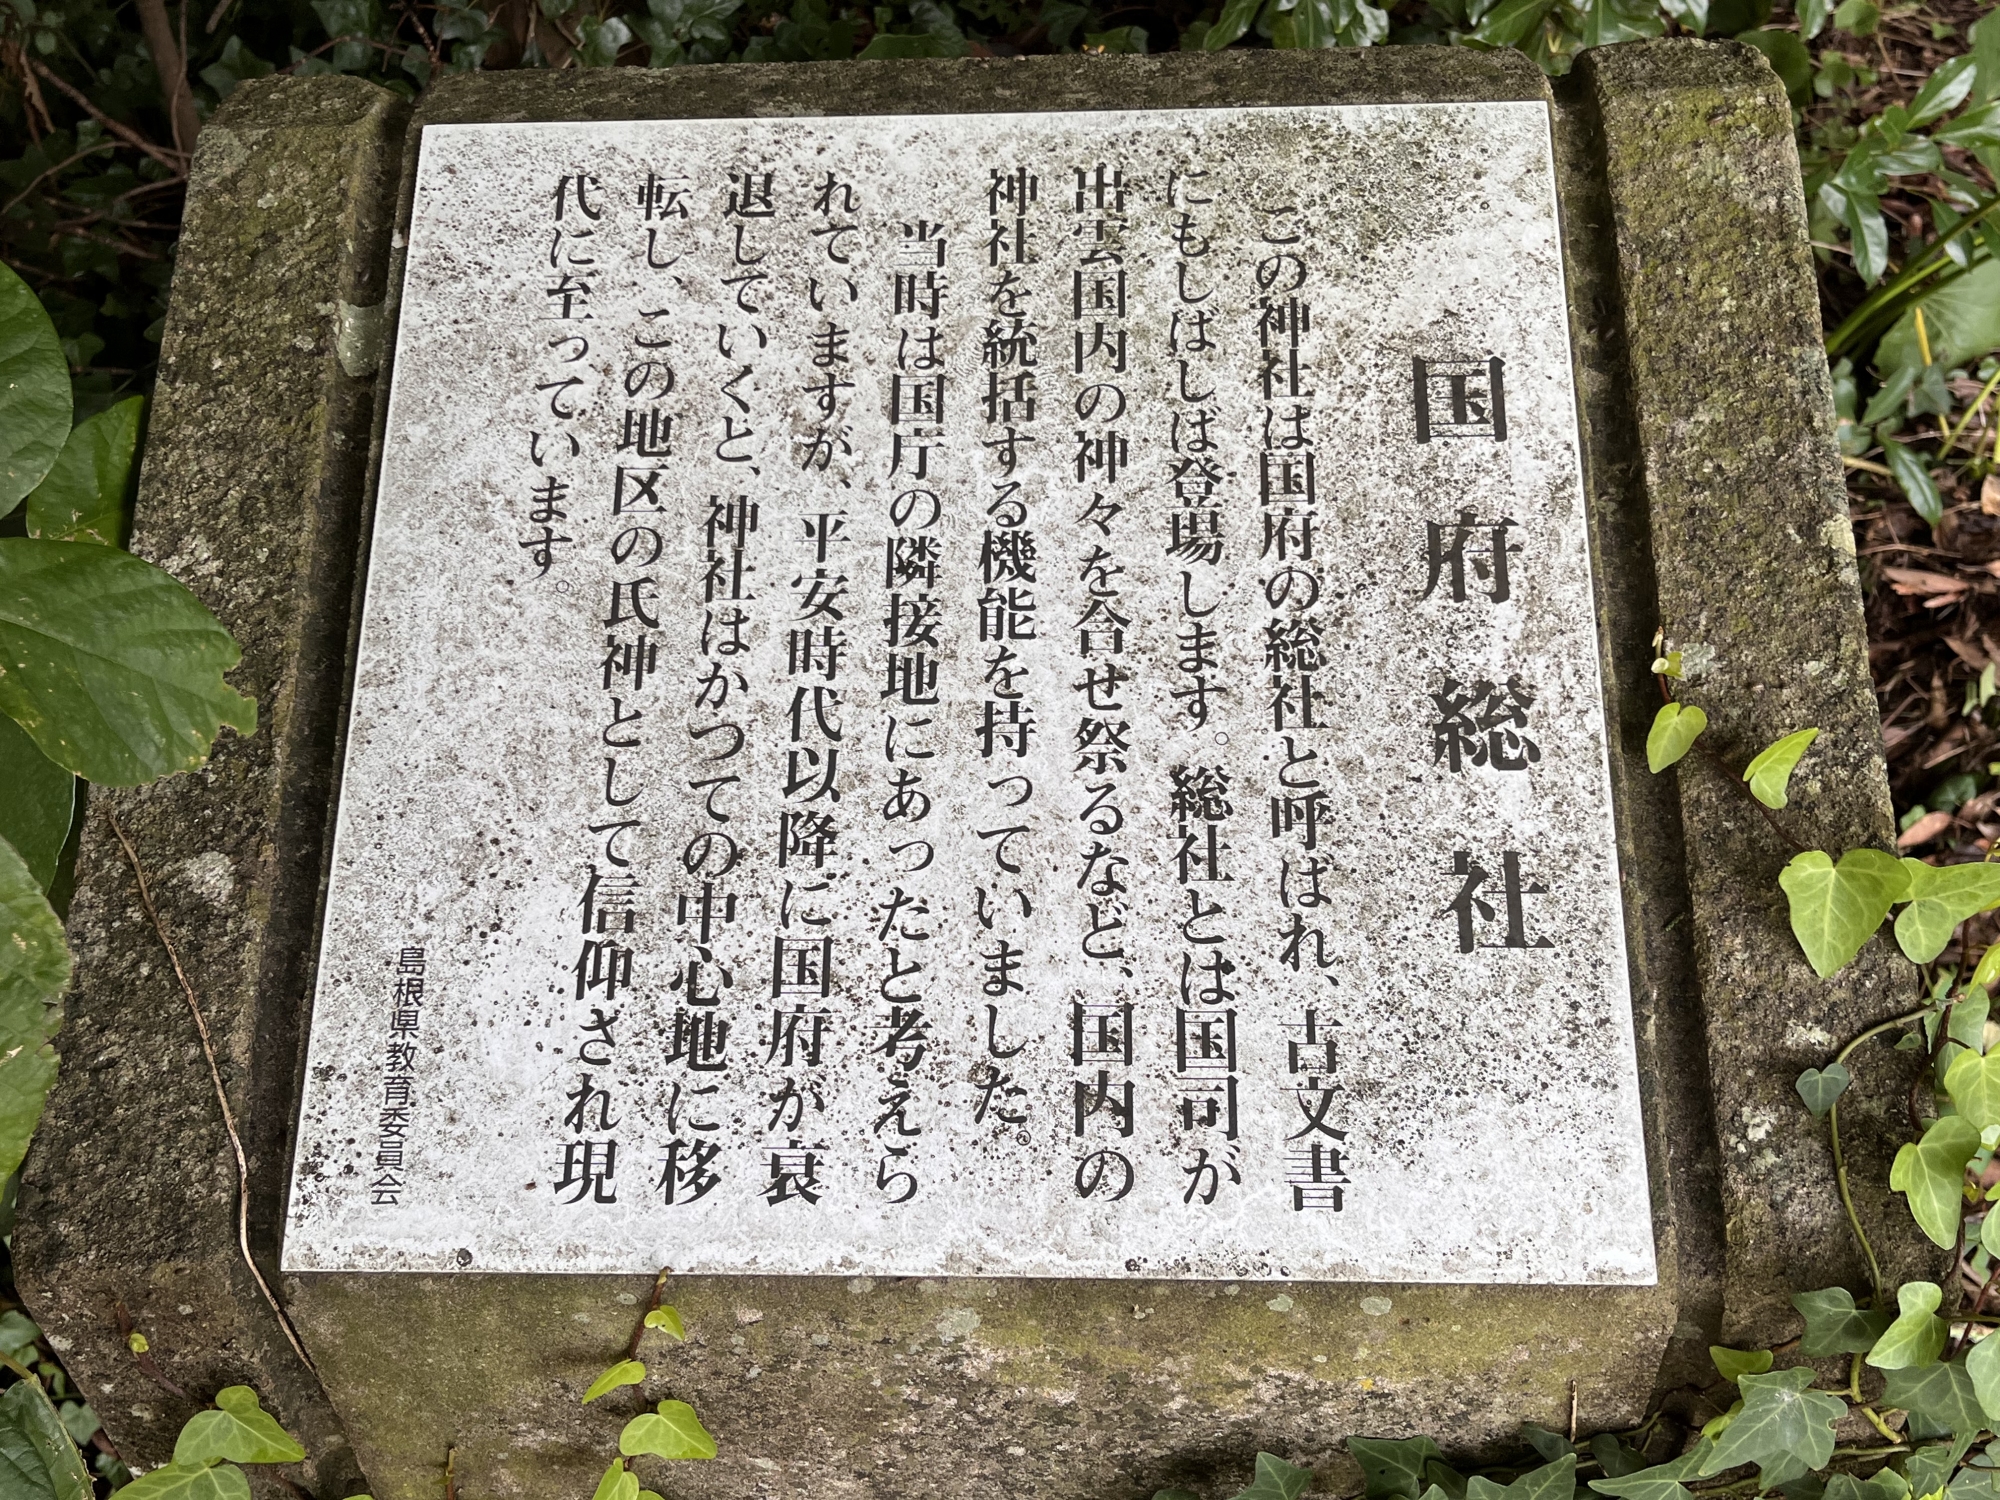 国府総社
この神社は国府の総社と呼ばれ、古文書
にもしばしば登場します。総社とは国司が
出雲国内の神々を合せ祭るなど、国内の
神社を統括する機能を持っていました。
当時は国庁の隣接地にあったと考えら
れていますが、平安時代以降に国府が衰
退していくと、神社はかつての中心地に移
転し、この地区の氏神として信仰され現
代に至っています。
島根県教育委員会